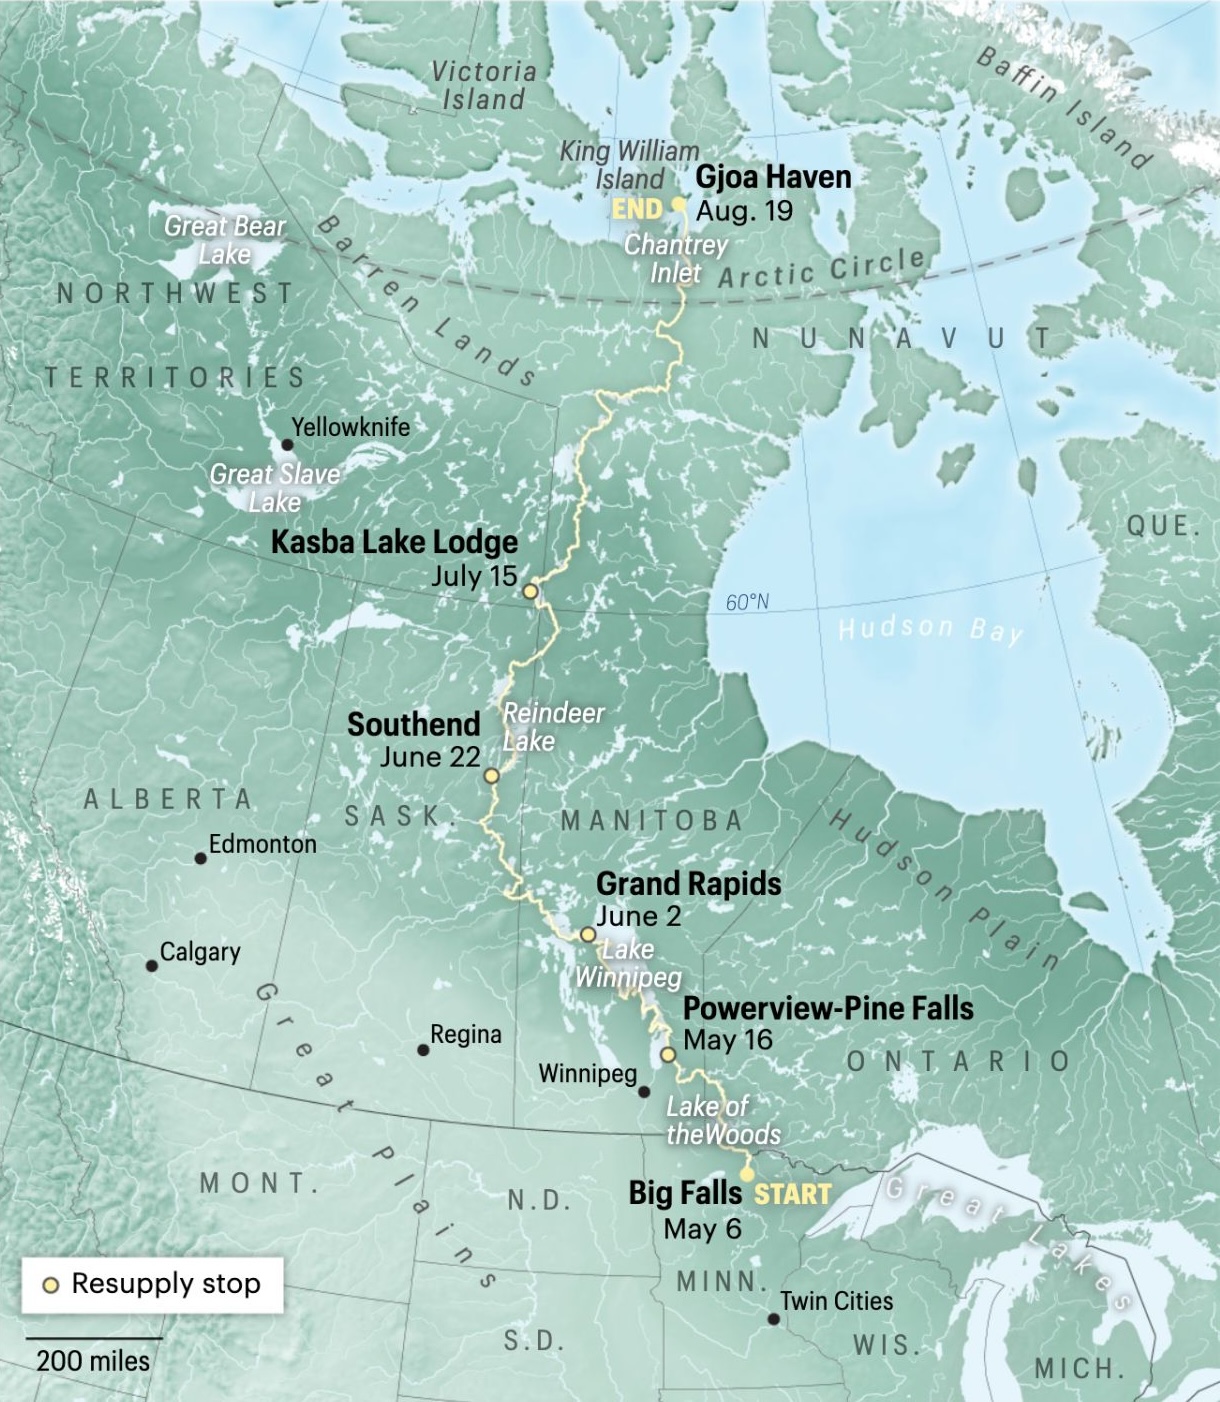 Victoria
Island
Baffin Island
King William
Island
Gjoa Haven
END
Aug. 19
Great Bear
Lake
Chantrey
Inlet
Arctic Circle
Barren Lands
NORTHWEST
TERRITORIES
NUNAVUT
Yellowknife
Great Slave
Lake
QUE.
Kasba Lake Lodge
July 15
60°N
Hudson Bay
Southend
June 22
Reindeer
Lake
ALBERTA
SASK.
MANITOBA
Hudson Plain
Edmonton
Grand Rapids
June 2
Lake
Winnipeg
Calgary
Great Plains
Powerview-Pine Falls
May 16
Regina
ONTARIO
Winnipeg
Lake of
theWoods
MONT.
N.D.
Big Falls
START
May 6
Great Lakes
Resupply stop
MINN.
Twin Cities
S.D.
WIS.
200 miles
MICH.